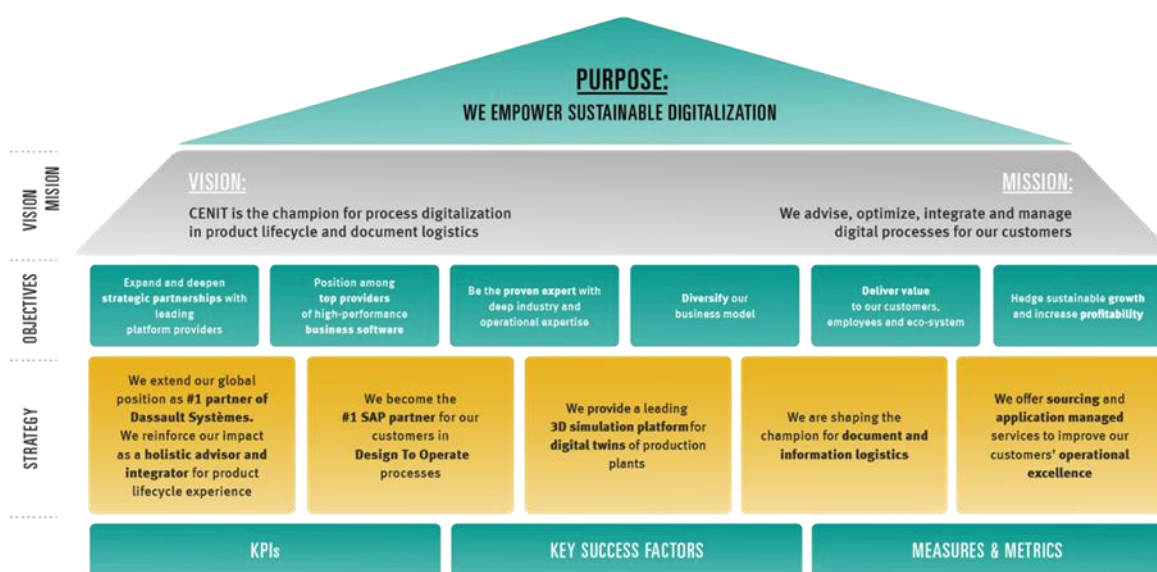 PURPOSE:
WE EMPOWER SUSTAINABLE DIGITALIZATION
VISION
MISION
VISION:
CENIT is the champion for process digitalization
in product lifecycle and document logistics
MISSION:
We advise, optimize, integrate and manage
digital processes for our customers
OBJECTIVES
Expand and deepen
strategic partnerships with
leading
platform providers
Position among
top providers
of high-performance
business software
Be the proven expert with
deep industry and
operational expertise
Diversify our
business model
Deliver value
to our customers,
employees and eco-system
Hedge sustainable growth
and increase profitability
STRATEGY
We extend our global
position as #1 partner of
Dassault Systèmes.
We reinforce our impact
as a holistic advisor and
integrator for product
lifecycle experience
We become the
#1 SAP partner for our
customers in
Design To Operate
processes
We provide a leading
3D simulation platform for
digital twins of production
plants
We are shaping the
champion for document and
information logistics
We offer sourcing and
application managed
services to improve our
customers' operational
excellence
KPIs
KEY SUCCESS FACTORS
MEASURES & METRICS